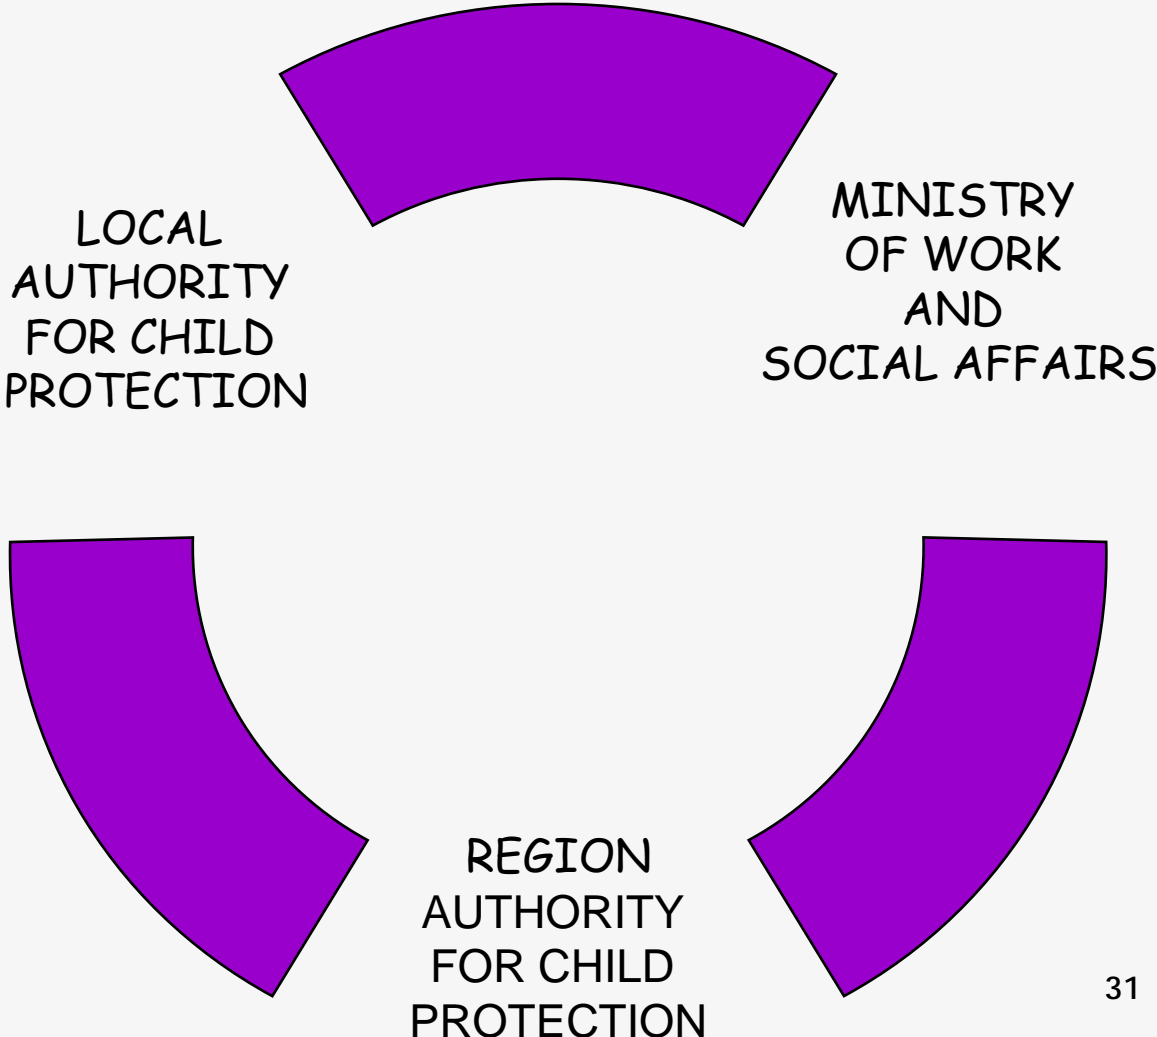 LOCAL
AUTHORITY
FOR CHILD
PROTECTION
MINISTRY
OF WORK
AND
SOCIAL AFFAIRS
REGION
AUTHORITY
FOR CHILD
PROTECTION
31